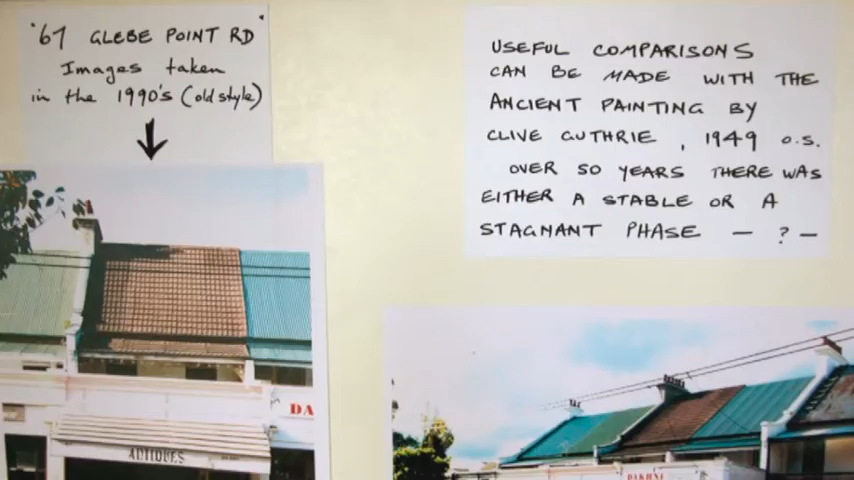 '67 GLEBE POINT RD'
Images taken
in the 1990's (old style)
USEFUL COMPARISONS
CAN BE MADE WITH THE
ANCIENT PAINTING BY
CLIVE GUTHRIE, 1949 O.S.
OVER 50 YEARS THERE WAS
EITHER A STABLE OR A
STAGNANT PHASE — ? —
DA
ANTIQUES